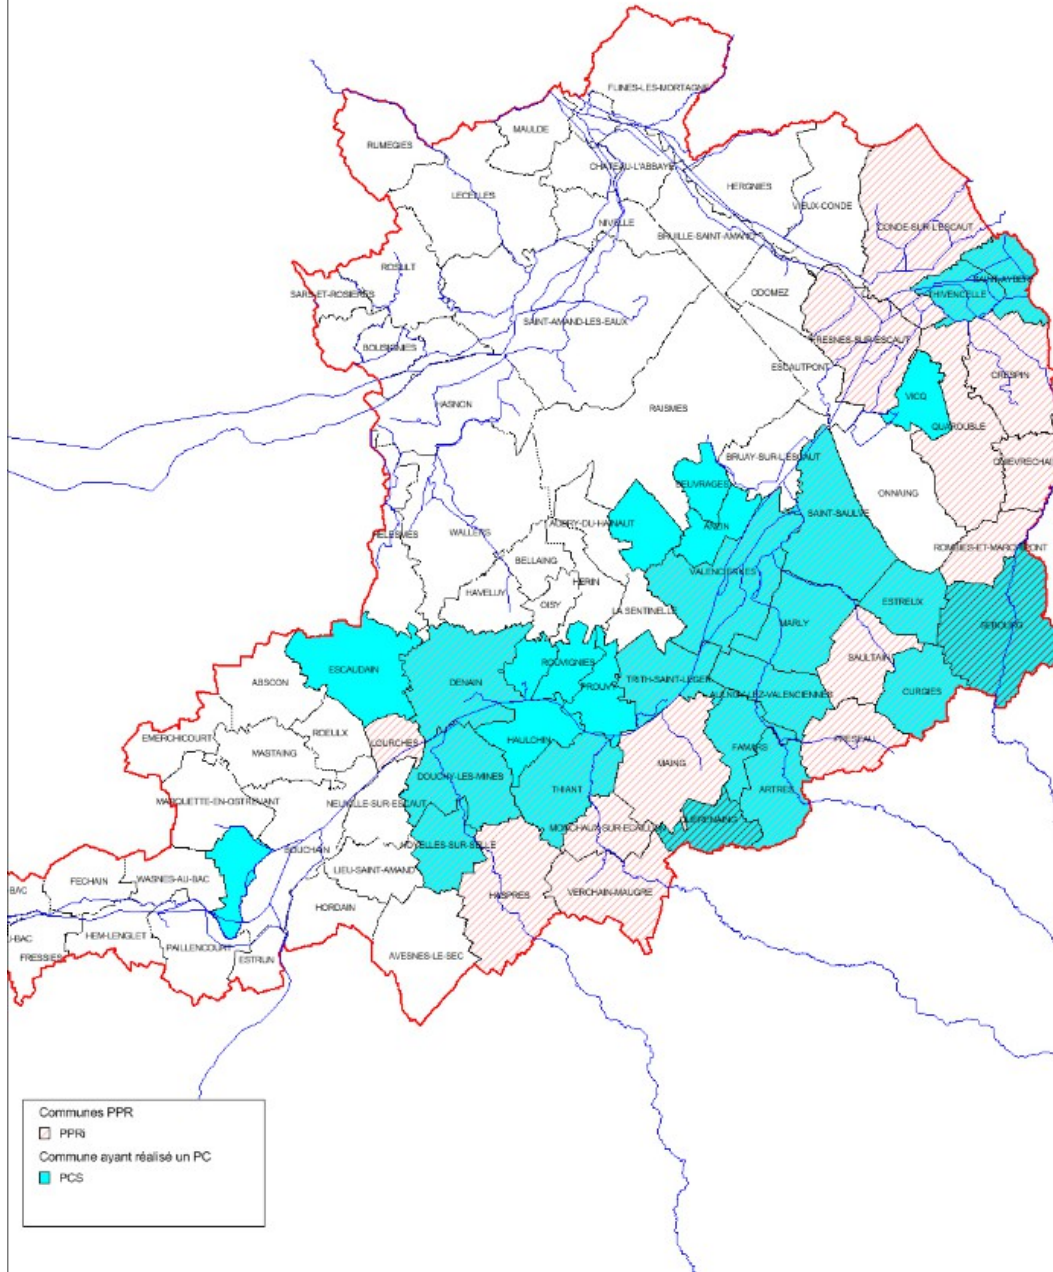 FLINES-LES-MORTAGNE
MAULDE
RUMEGIES
CHATEAU-L'ABBAYE
HERGNIES
LECELLES
VIEUX-CONDE
NIVELLE
CONDE-SUR-L'ESCAUT
BRUILLE-SAINT-AMAND
ROSULT
SARS-ET-ROSIERES
ODOMEZ
THIVENCELLE
SAINT-AMAND-LES-EAUX
FRESNES-SUR-ESCAUT
BOUSIGNIES
ESCAUTPONT
CRESPIN
HASNON
VICQ
RAISMES
QUAROUBLE
BRUAY-SUR-L'ESCAUT
BEUVRAGES
ONNAING
SAINT-SAULVE
AUBRY-DU-HAINAUT
ANZIN
WALLERS
HELESMES
BELLAING
VALENCIENNES
HERIN
HAVELUY
OISY
LA SENTINELLE
ESTREUX
MARLY
SEBOURG
SAULTAIN
ROUVIGNIES
ESCAUDAIN
ABSCON
DENAIN
PROUVY
TRITH-SAINT-LEGER
AULNOY-LEZ-VALENCIENNES
CURGIES
EMERCHICOURT
ROEULX
LOURCHES
HAULCHIN
PRESEAU
MASTAING
FAMARS
MAING
DOUCHY-LES-MINES
THIANT
ARTRES
MARQUETTE-EN-OSTREVANT
NEUVILLE-SUR-ESCAUT
QUERENAING
MONCHAUX-SUR-ECAILLON
NOYELLES-SUR-SELLE
BOUCHAIN
LIEU-SAINT-AMAND
WASNES-AU-BAC
FECHAIN
-BAC
HASPRES
VERCHAIN-MAUGRE
HORDAIN
HEM-LENGLET
PAILLENCOURT
FRESSIES
ESTRUN
AVESNES-LE-SEC
Communes PPR
PPRi
Commune ayant réalisé un PC
PCS